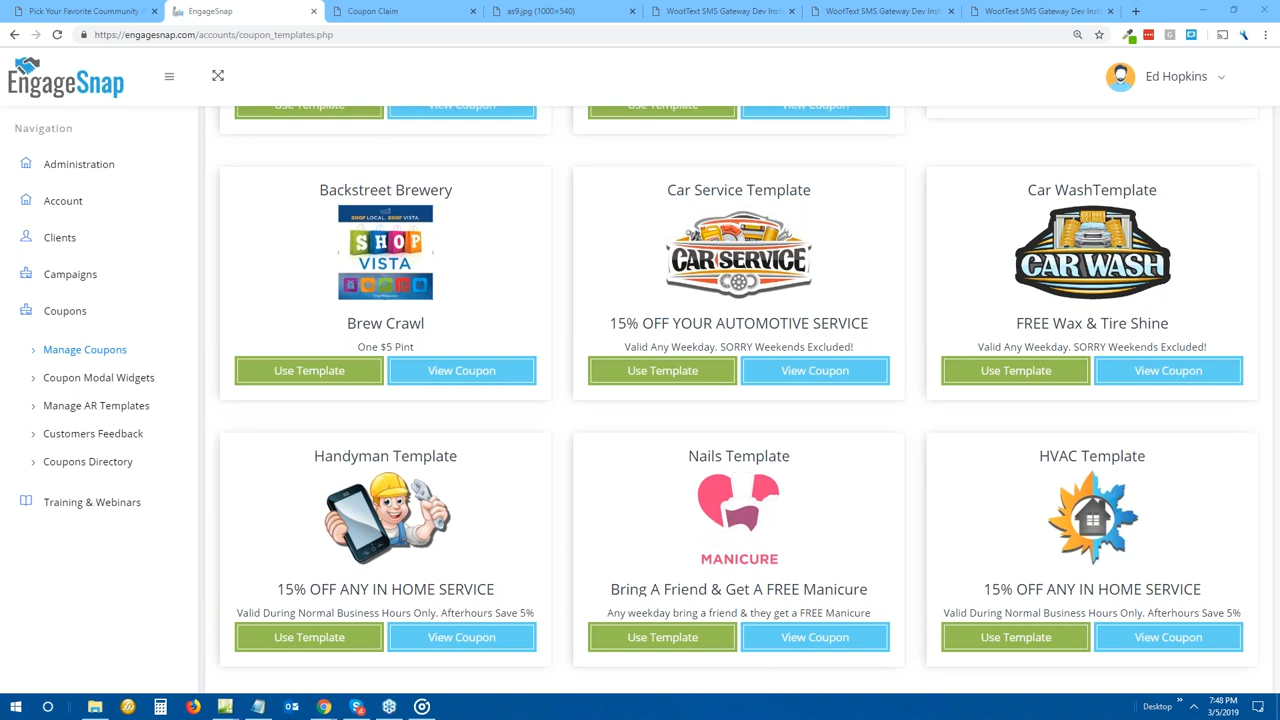 Pick Your Favorite Coummunity A
EngageSnap
Coupon Claim
as9.jpg (1000×540)
WootText SMS Gateway Dev Inst
WootText SMS Gateway Dev Inst
WootText SMS Gateway Dev Inst
https://engagesnap.com/accounts/coupon_templates.php
EngageSnap
Ed Hopkins
Navigation
Administration
Account
Clients
Campaigns
Coupons
Manage Coupons
Coupon Modal Widgets
Manage AR Templates
Customers Feedback
Coupons Directory
Training & Webinars
Use Template
View Coupon
Use Template
View Coupon
Backstreet Brewery
SHOP LOCAL. SHOP VISTA.
SHOP
VISTA
Brew Crawl
One $5 Pint
Use Template
View Coupon
Car Service Template
CAR SERVICE
15% OFF YOUR AUTOMOTIVE SERVICE
Valid Any Weekday. SORRY Weekends Excluded!
Use Template
View Coupon
Car WashTemplate
CAR WASH
FREE Wax & Tire Shine
Valid Any Weekday. SORRY Weekends Excluded!
Use Template
View Coupon
Handyman Template
15% OFF ANY IN HOME SERVICE
Valid During Normal Business Hours Only. Afterhours Save 5%
Use Template
View Coupon
Nails Template
MANICURE
Bring A Friend & Get A FREE Manicure
Any weekday bring a friend & they get a FREE Manicure
Use Template
View Coupon
HVAC Template
15% OFF ANY IN HOME SERVICE
Valid During Normal Business Hours Only. Afterhours Save 5%
Use Template
View Coupon
Desktop
7:48 PM
3/5/2019